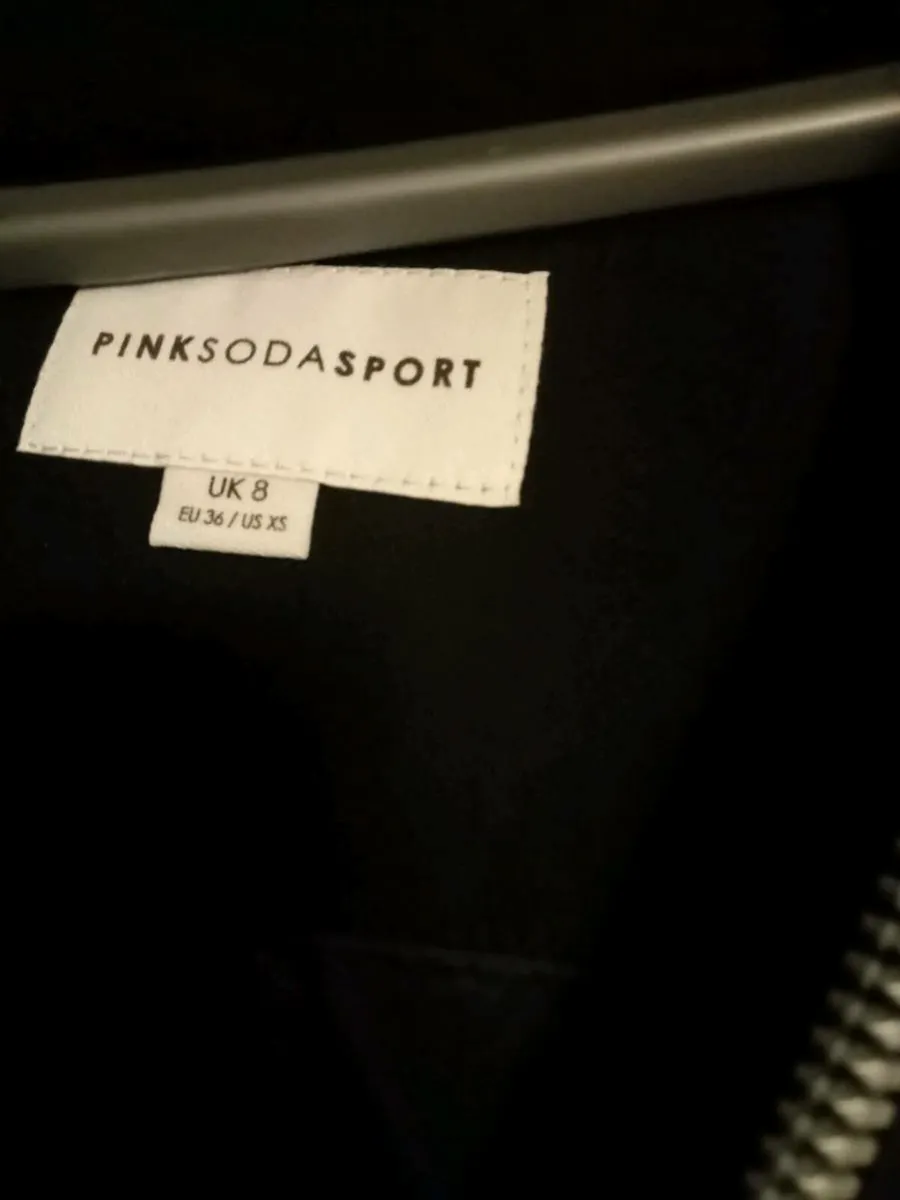 PINKSODASPORT
UK 8
EU 36 / US XS